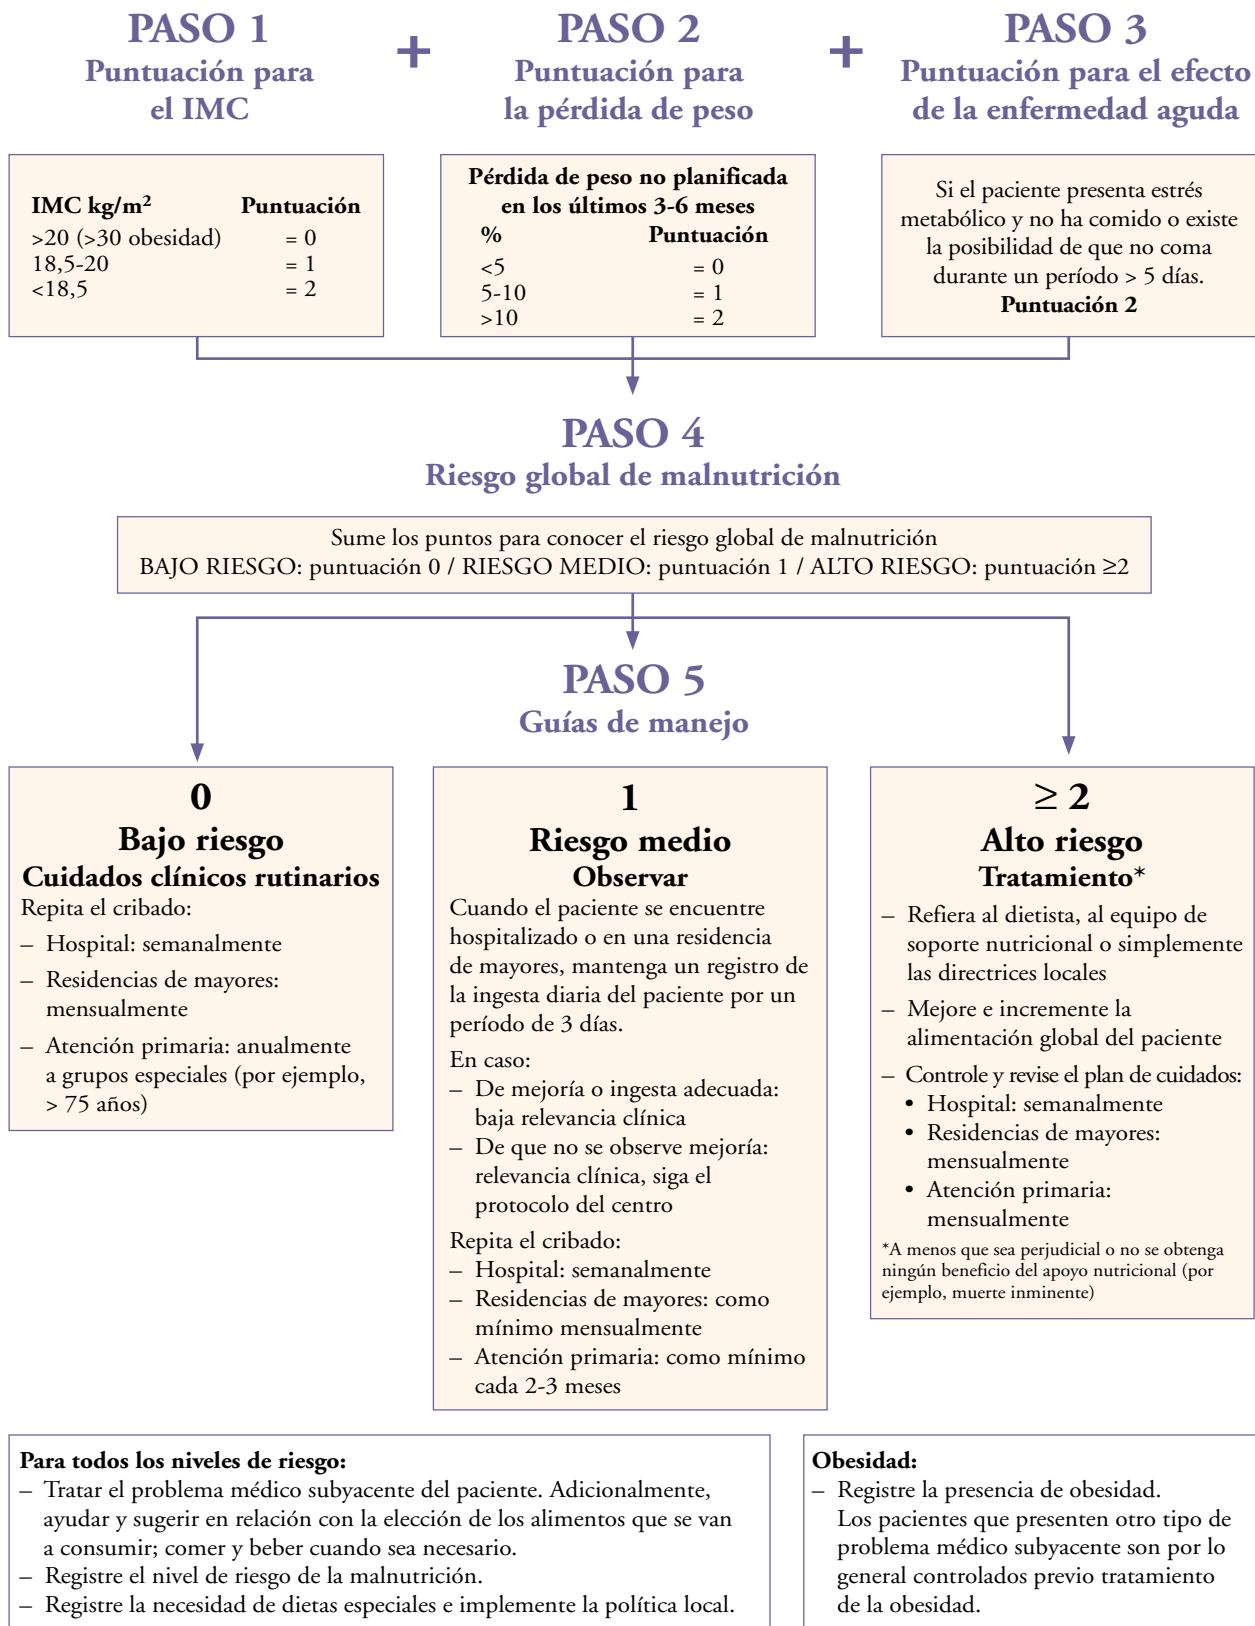 PASO 1
Puntuación para
el IMC
+
PASO 2
Puntuación para
la pérdida de peso
+
PASO 3
Puntuación para el efecto
de la enfermedad aguda
IMC kg/m² Puntuación
>20 (>30 obesidad) = 0
18,5-20 = 1
<18,5 = 2
Pérdida de peso no planificada
en los últimos 3-6 meses
% Puntuación
<5 = 0
5-10 = 1
>10 = 2
Si el paciente presenta estrés
metabólico y no ha comido o existe
la posibilidad de que no coma
durante un período > 5 días.
Puntuación 2
PASO 4
Riesgo global de malnutrición
Sume los puntos para conocer el riesgo global de malnutrición
BAJO RIESGO: puntuación 0 / RIESGO MEDIO: puntuación 1 / ALTO RIESGO: puntuación ≥2
PASO 5
Guías de manejo
0
Bajo riesgo
Cuidados clínicos rutinarios
Repita el cribado:
– Hospital: semanalmente
– Residencias de mayores:
mensualmente
– Atención primaria: anualmente
a grupos especiales (por ejemplo,
> 75 años)
1
Riesgo medio
Observar
Cuando el paciente se encuentre
hospitalizado o en una residencia
de mayores, mantenga un registro de
la ingesta diaria del paciente por un
período de 3 días.
En caso:
– De mejoría o ingesta adecuada:
baja relevancia clínica
– De que no se observe mejoría:
relevancia clínica, siga el
protocolo del centro
Repita el cribado:
– Hospital: semanalmente
– Residencias de mayores: como
mínimo mensualmente
– Atención primaria: como mínimo
cada 2-3 meses
≥ 2
Alto riesgo
Tratamiento*
– Refiera al dietista, al equipo de
soporte nutricional o simplemente
las directrices locales
– Mejore e incremente la
alimentación global del paciente
– Controle y revise el plan de cuidados:
• Hospital: semanalmente
• Residencias de mayores:
mensualmente
• Atención primaria:
mensualmente
*A menos que sea perjudicial o no se obtenga
ningún beneficio del apoyo nutricional (por
ejemplo, muerte inminente)
Para todos los niveles de riesgo:
– Tratar el problema médico subyacente del paciente. Adicionalmente,
ayudar y sugerir en relación con la elección de los alimentos que se van
a consumir; comer y beber cuando sea necesario.
– Registre el nivel de riesgo de la malnutrición.
– Registre la necesidad de dietas especiales e implemente la política local.
Obesidad:
– Registre la presencia de obesidad.
Los pacientes que presenten otro tipo de
problema médico subyacente son por lo
general controlados previo tratamiento
de la obesidad.